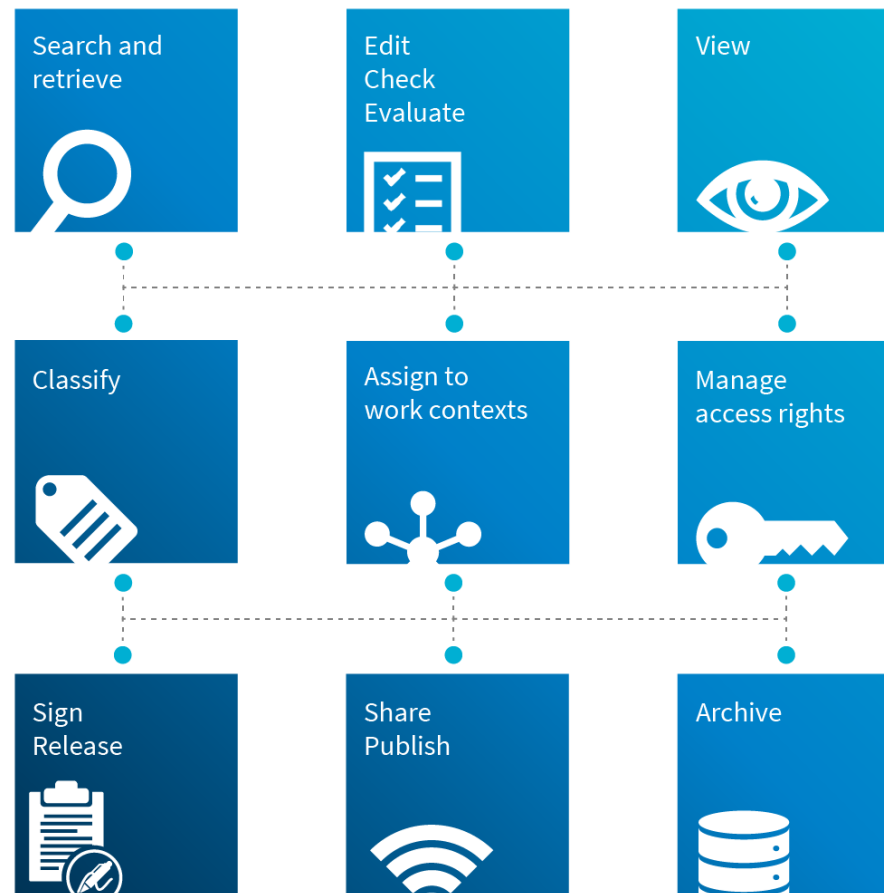 Search and
retrieve
Edit
Check
Evaluate
View
Classify
Assign to
work contexts
Manage
access rights
Sign
Release
Share
Publish
Archive